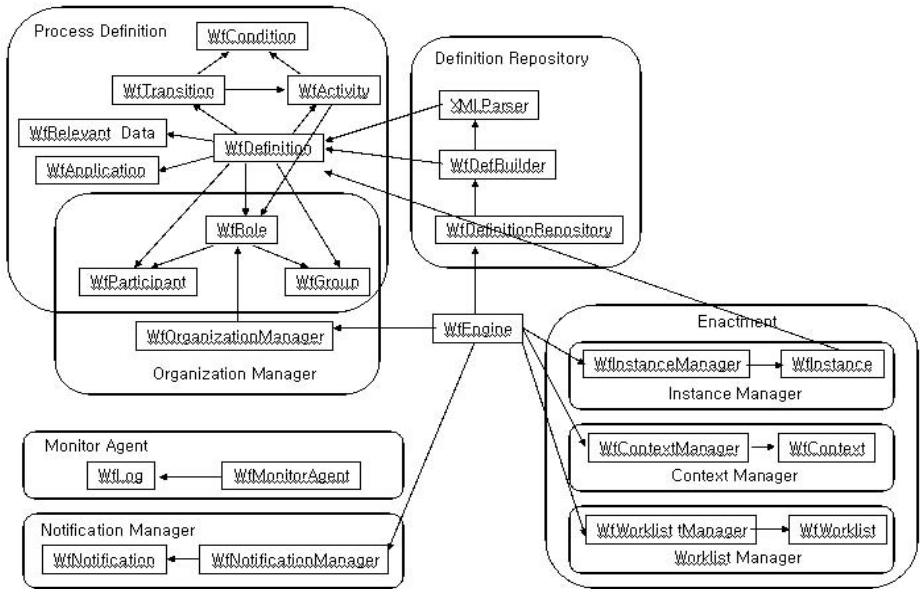 Process Definition
WfCondition
WfTransition
WfActivity
WfRelevant Data
WfDefinition
WfApplication
WfRole
WfParticipant
WfGroup
WfOrganizationManager
Organization Manager
Definition Repository
XMLParser
WfDefBuilder
WfDefinitionRepository
WfEngine
Enactment
WfInstanceManager
WfInstance
Instance Manager
WfContextManager
WfContext
Context Manager
WfWorklist tManager
WfWorklist
Worklist Manager
Monitor Agent
WfLog
WfMonitorAgent
Notification Manager
WfNotification
WfNotificationManager